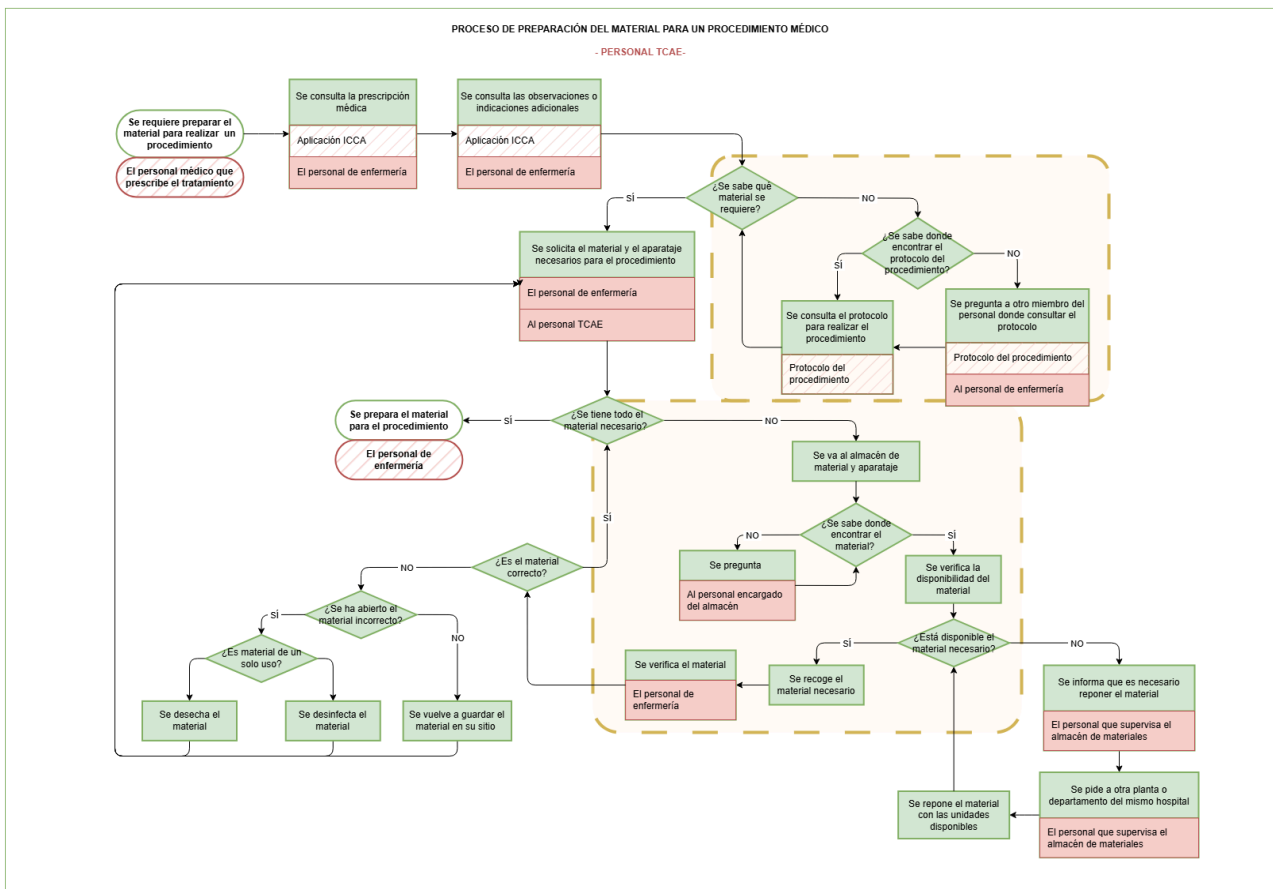 PROCESO DE PREPARACIÓN DEL MATERIAL PARA UN PROCEDIMIENTO MÉDICO
- PERSONAL TCAE-
Se requiere preparar el
material para realizar un
procedimiento
El personal médico que
prescribe el tratamiento
Se consulta la prescripción
médica
Aplicación ICCA
El personal de enfermería
Se consulta las observaciones o
indicaciones adicionales
Aplicación ICCA
El personal de enfermería
¿Se sabe qué
material se
requiere?
SÍ
NO
¿Se sabe donde
encontrar el
protocolo del
procedimiento?
SÍ
NO
Se solicita el material y el aparataje
necesarios para el procedimiento
El personal de enfermería
Al personal TCAE
Se consulta el protocolo
para realizar el
procedimiento
Protocolo del
procedimiento
Se pregunta a otro miembro del
personal donde consultar el
protocolo
Protocolo del procedimiento
Al personal de enfermería
¿Se tiene todo el
material necesario?
SÍ
NO
Se prepara el material
para el procedimiento
El personal de
enfermería
Se va al almacén de
material y aparataje
¿Se sabe donde
encontrar el
material?
NO
SÍ
Se pregunta
Al personal encargado
del almacén
Se verifica la
disponibilidad del
material
¿Es el material
correcto?
SÍ
NO
¿Se ha abierto el
material incorrecto?
SÍ
NO
¿Es material de un
solo uso?
¿Está disponible el
material necesario?
SÍ
NO
Se verifica el material
El personal de
enfermería
Se recoge el
material necesario
Se desecha el
material
Se desinfecta el
material
Se vuelve a guardar el
material en su sitio
Se informa que es necesario
reponer el material
El personal que supervisa el
almacén de materiales
Se pide a otra planta o
departamento del mismo hospital
El personal que supervisa el
almacén de materiales
Se repone el material
con las unidades
disponibles